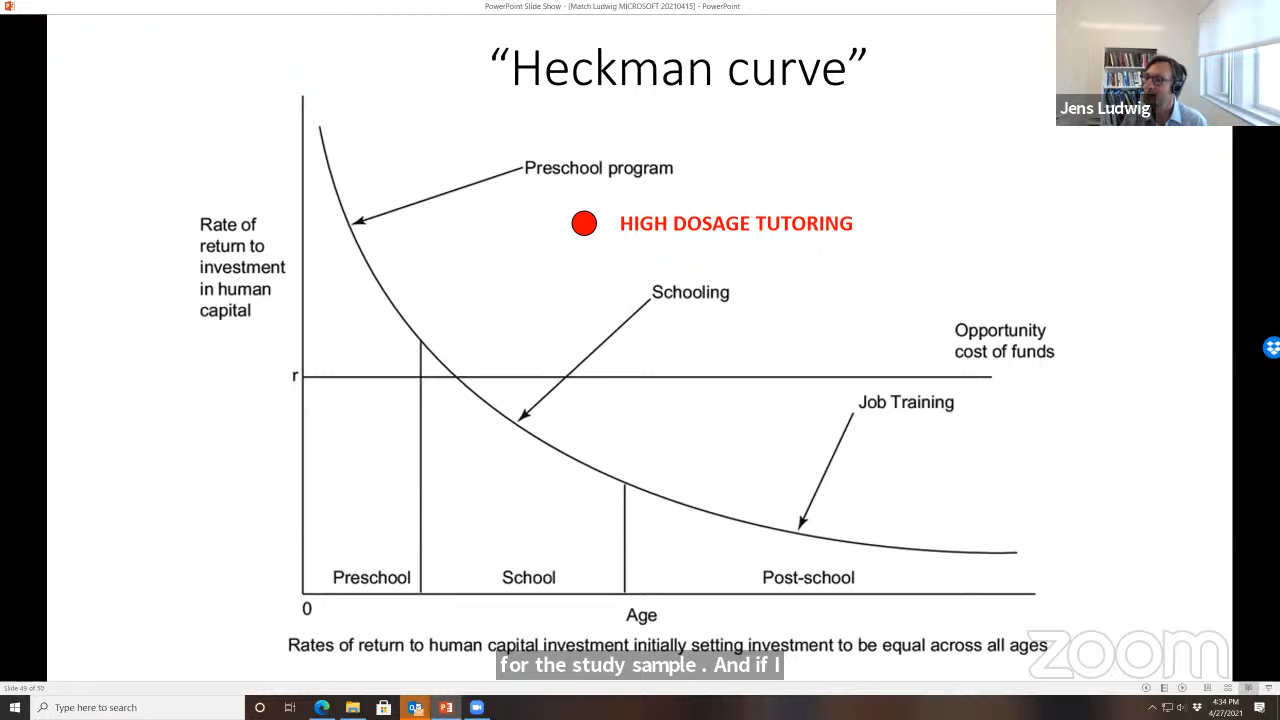 PowerPoint Slide Show - [Match Ludwig MICROSOFT 20210415] - PowerPoint
“Heckman curve”
Jens Ludwig
Preschool program
HIGH DOSAGE TUTORING
Rate of
return to
investment
in human
capital
Schooling
Opportunity
cost of funds
r
Job Training
Preschool
School
Post-school
0
Age
Rates of return to human capital investment initially setting investment to be equal across all ages
for the study sample . And if I
zoom
Slide 49 of 50
Type here to search
4:34 PM
4/27/2021